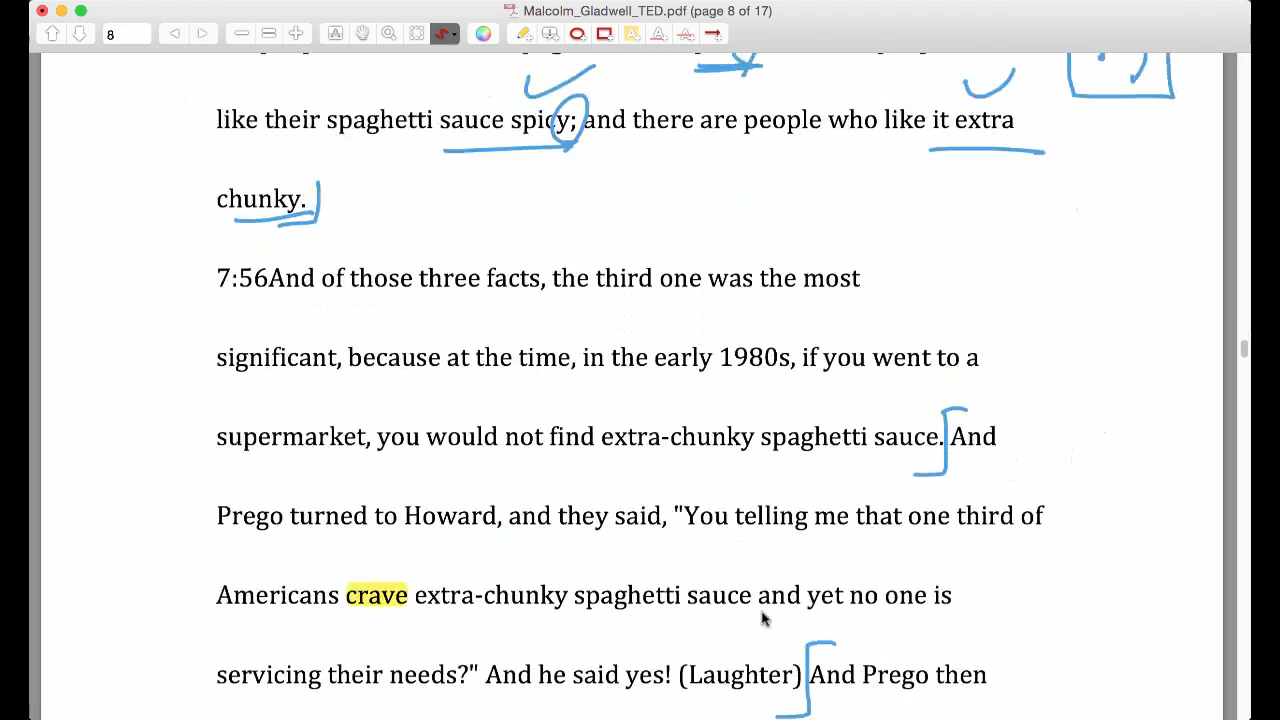 Malcolm_Gladwell_TED.pdf (page 8 of 17)
8
like their spaghetti sauce spicy; and there are people who like it extra
chunky.
7:56And of those three facts, the third one was the most
significant, because at the time, in the early 1980s, if you went to a
supermarket, you would not find extra-chunky spaghetti sauce. And
Prego turned to Howard, and they said, "You telling me that one third of
Americans crave extra-chunky spaghetti sauce and yet no one is
servicing their needs?" And he said yes! (Laughter) And Prego then